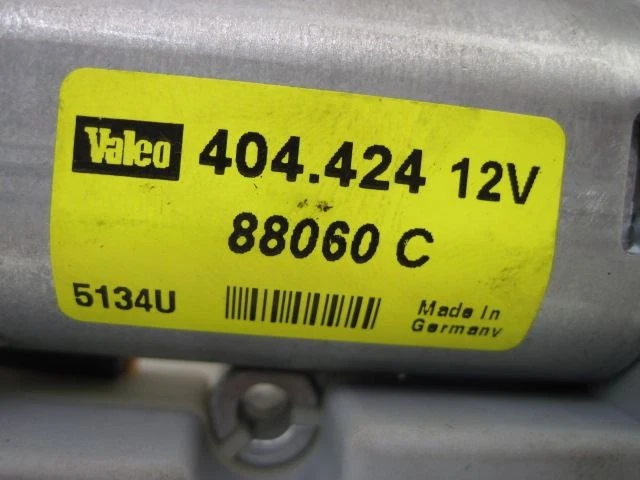 Valeo 404.424 12V
88060 C
5134U Made In
Germany